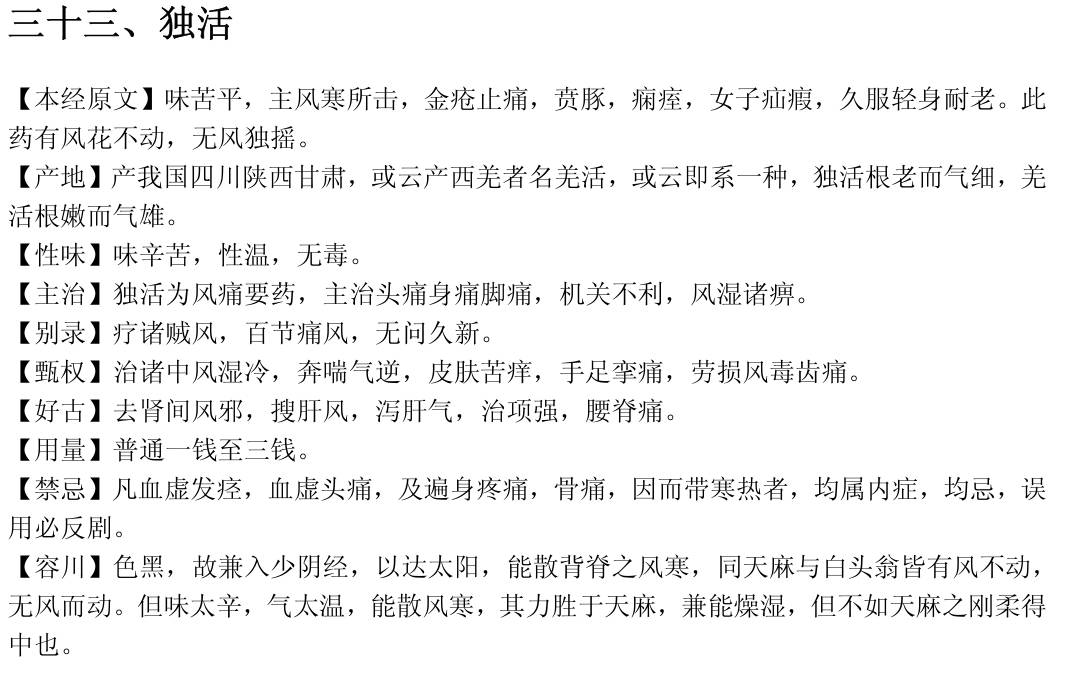 三十三、独活
【本经原文】味苦平，主风寒所击，金疮止痛，贲豚，痫痓，女子疝瘕，久服轻身耐老。此
药有风花不动，无风独摇。
【产地】产我国四川陕西甘肃，或云产西羌者名羌活，或云即系一种，独活根老而气细，羌
活根嫩而气雄。
【性味】味辛苦，性温，无毒。
【主治】独活为风痛要药，主治头痛身痛脚痛，机关不利，风湿诸痹。
【别录】疗诸贼风，百节痛风，无问久新。
【甄权】治诸中风湿冷，奔喘气逆，皮肤苦痒，手足挛痛，劳损风毒齿痛。
【好古】去肾间风邪，搜肝风，泻肝气，治项强，腰脊痛。
【用量】普通一钱至三钱。
【禁忌】凡血虚发痉，血虚头痛，及遍身疼痛，骨痛，因而带寒热者，均属内症，均忌，误
用必反剧。
【容川】色黑，故兼入少阴经，以达太阳，能散背脊之风寒，同天麻与白头翁皆有风不动，
无风而动。但味太辛，气太温，能散风寒，其力胜于天麻，兼能燥湿，但不如天麻之刚柔得
中也。